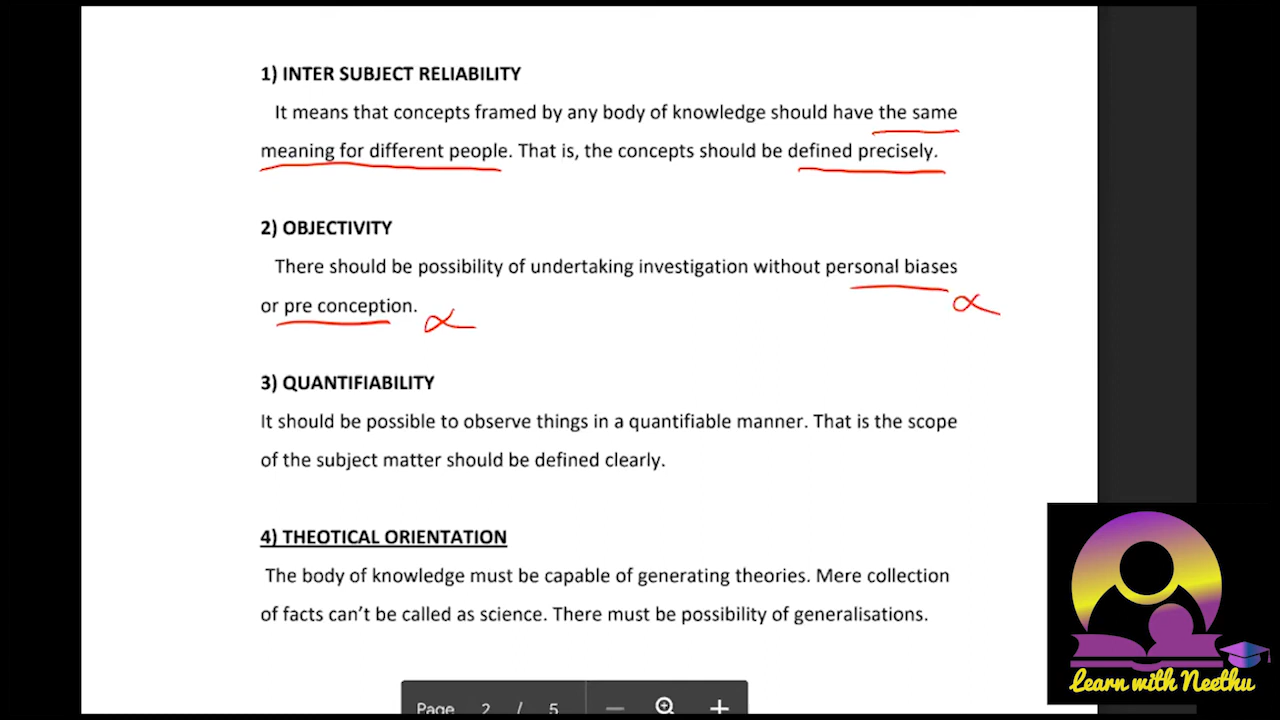 1) INTER SUBJECT RELIABILITY
It means that concepts framed by any body of knowledge should have the same
meaning for different people. That is, the concepts should be defined precisely.
2) OBJECTIVITY
There should be possibility of undertaking investigation without personal biases
or pre conception.
3) QUANTIFIABILITY
It should be possible to observe things in a quantifiable manner. That is the scope
of the subject matter should be defined clearly.
4) THEOTICAL ORIENTATION
The body of knowledge must be capable of generating theories. Mere collection
of facts can’t be called as science. There must be possibility of generalisations.
Page 2 / 5
Learn with Neethu